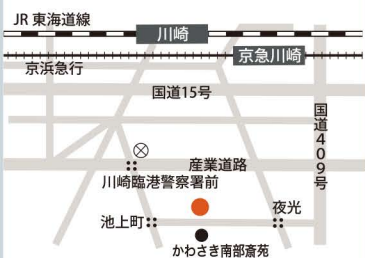 JR 東海道線
川崎
京急川崎
京浜急行
国道15号
国道409号
産業道路
川崎臨港警察署前
池上町
夜光
かわさき南部斎苑